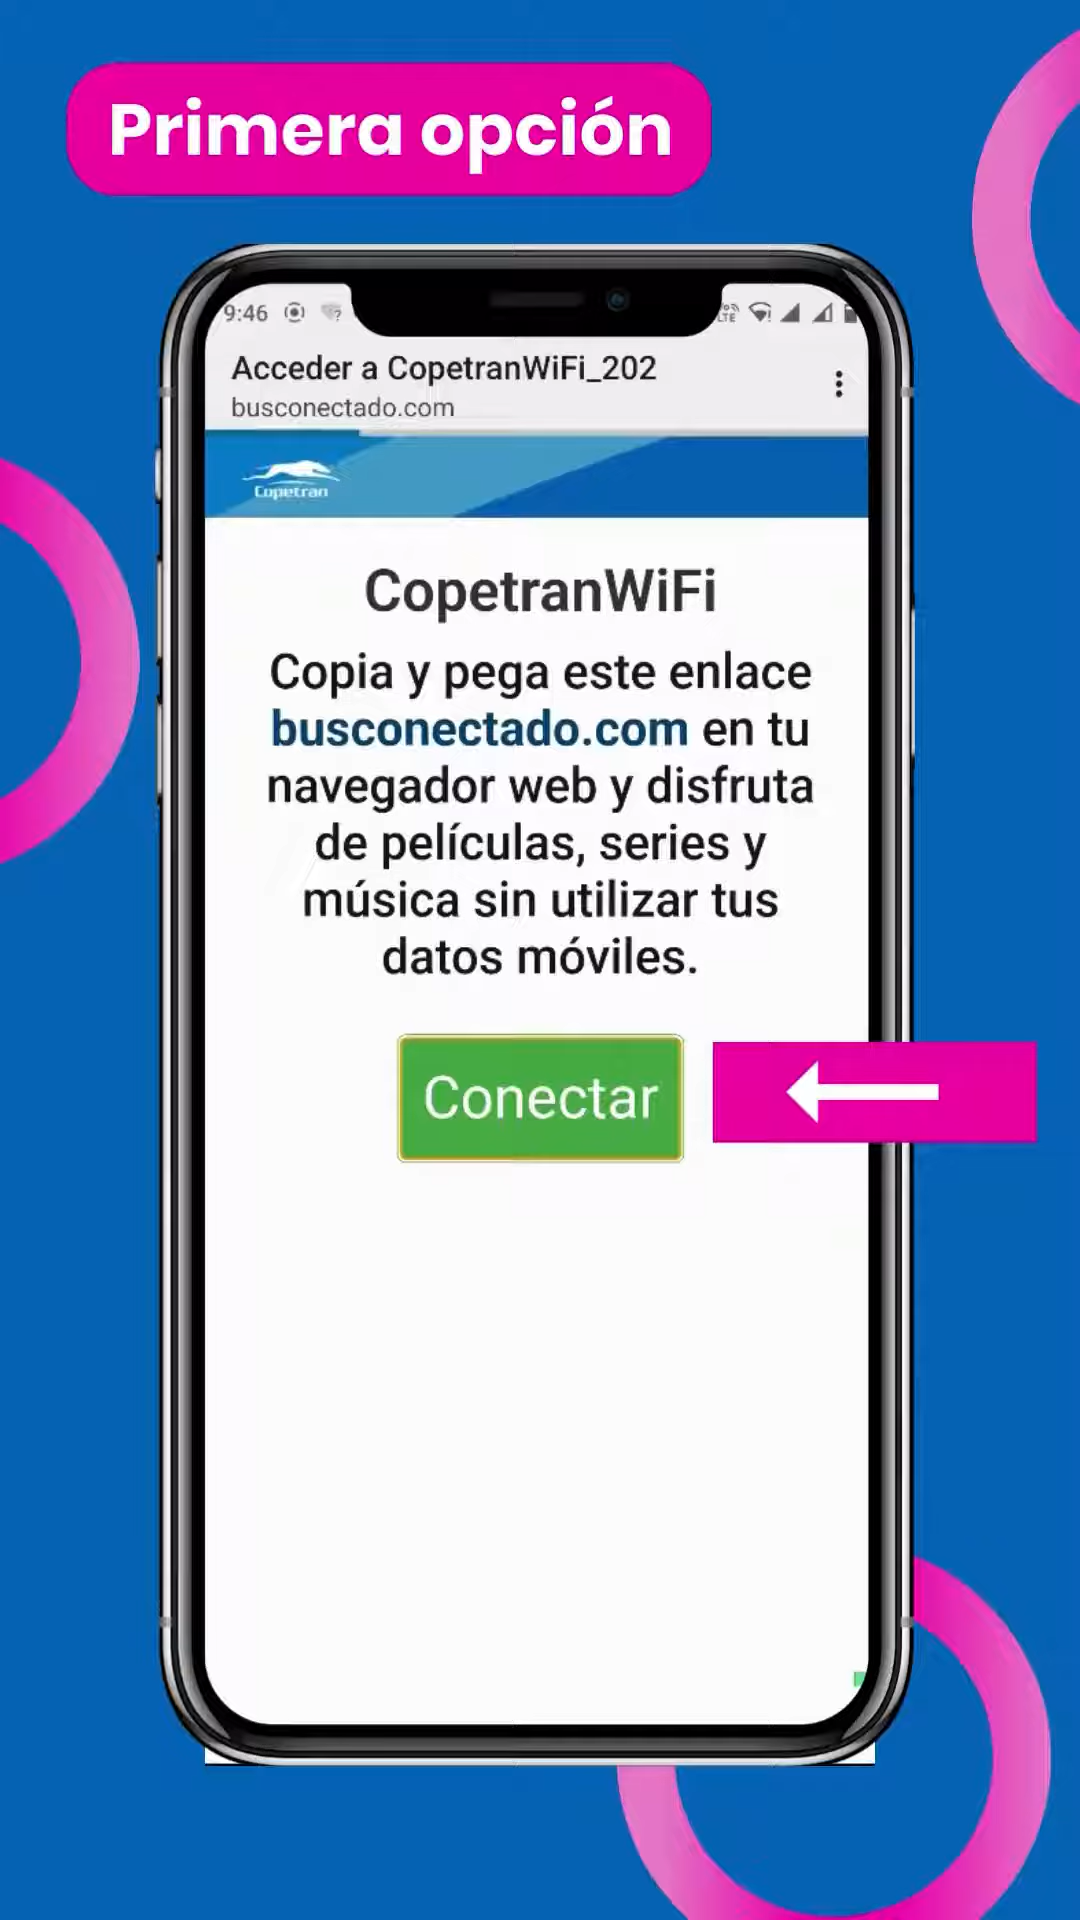 Primera opción
9:46
LTE
Acceder a CopetranWiFi_202
busconectado.com
Copetran
CopetranWiFi
Copia y pega este enlace
busconectado.com en tu
navegador web y disfruta
de películas, series y
música sin utilizar tus
datos móviles.
Conectar